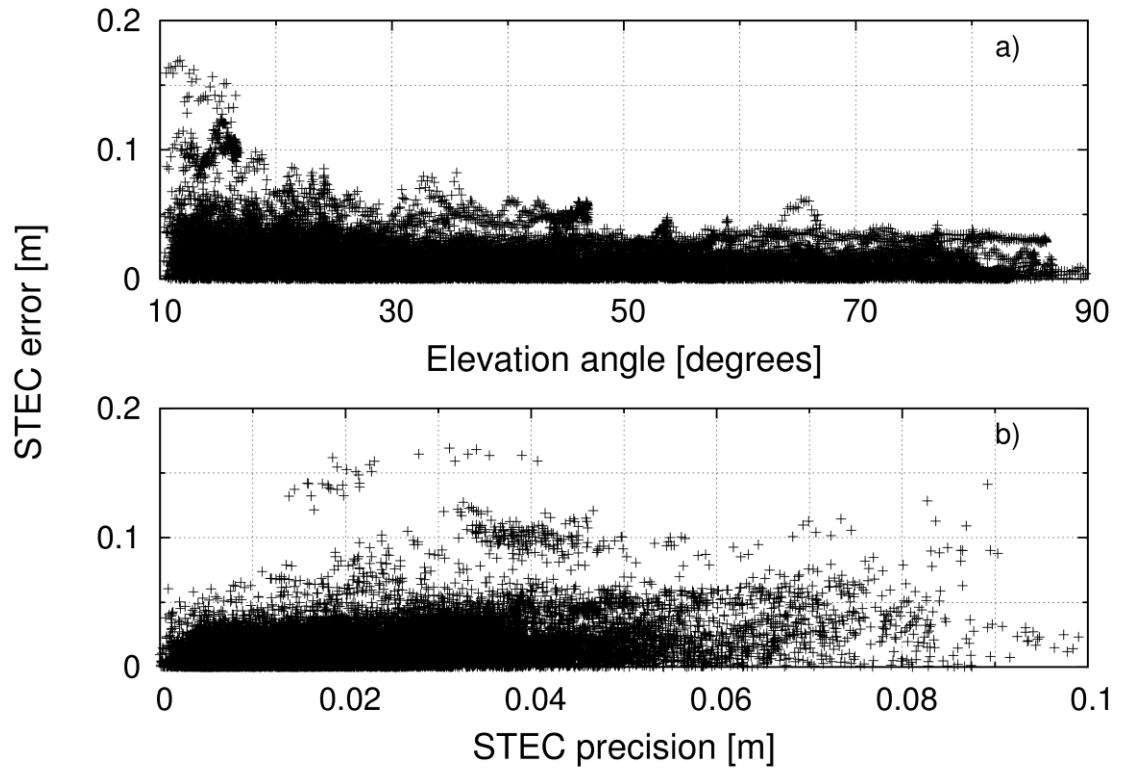 0.2
a)
0.1
0
10 30 50 70 90
Elevation angle [degrees]
STEC error [m]
0.2
b)
0.1
0
0 0.02 0.04 0.06 0.08 0.1
STEC precision [m]